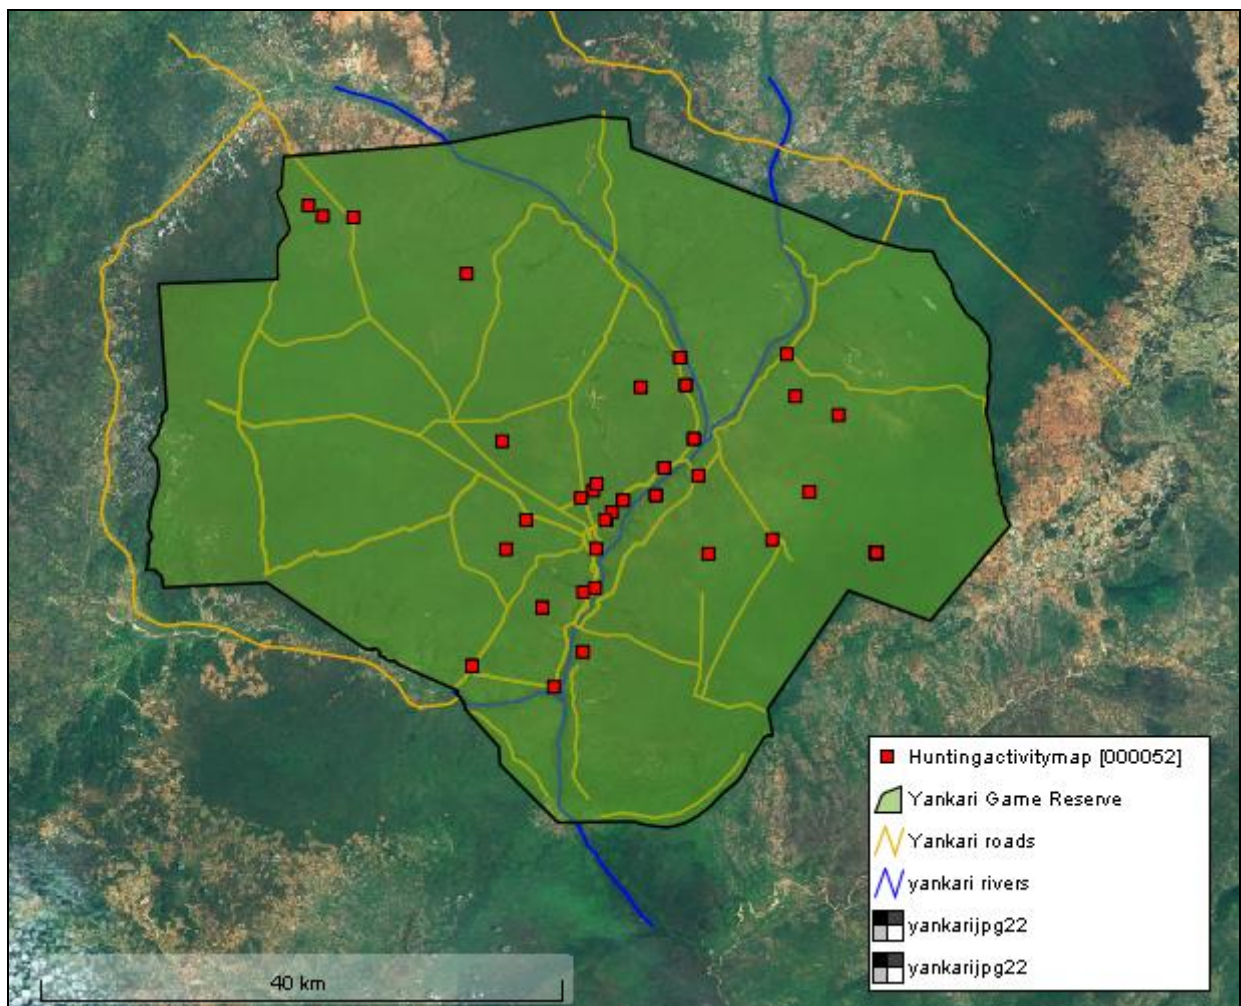 Huntingactivitymap [000052]
Yankari Game Reserve
Yankari roads
yankari rivers
yankarijpg22
yankarijpg22
40 km